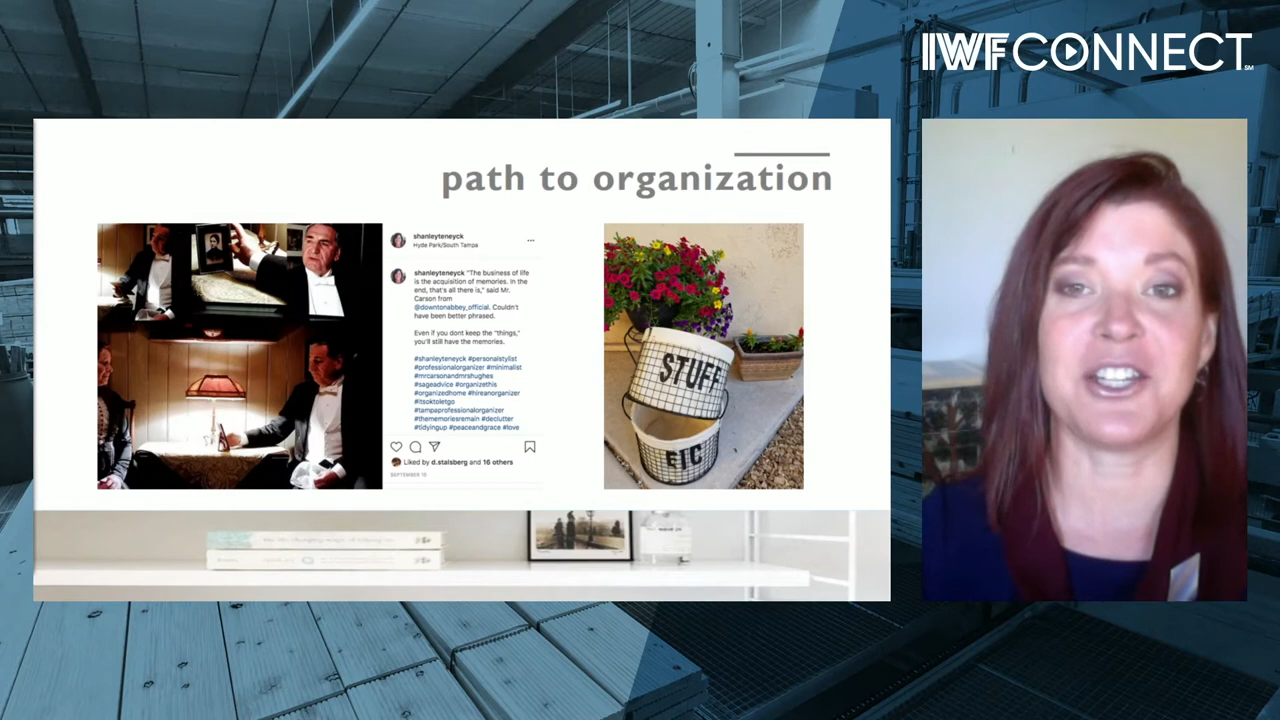 IWFCONNECT SM
path to organization
shanleyteneyck
Hyde Park/South Tampa
shanleyteneyck "The business of life
is the acquisition of memories. In the
end, that's all there is," said Mr.
Carson from
@downtonabbey_official. Couldn't
have been better phrased.
Even if you dont keep the "things,"
you'll still have the memories.
#shanleyteneyck #personalstylist
#professionalorganizer #minimalist
#mrcarsonandmrshughes
#sageadvice #organizethis
#organizedhome #hireanorganizer
#itsoktoletgo
#tampaprofessionalorganizer
#thememoriesremain #declutter
#tidyingup #peaceandgrace #love
Liked by d.stalsberg and 16 others
SEPTEMBER 10
STUFF
ETC